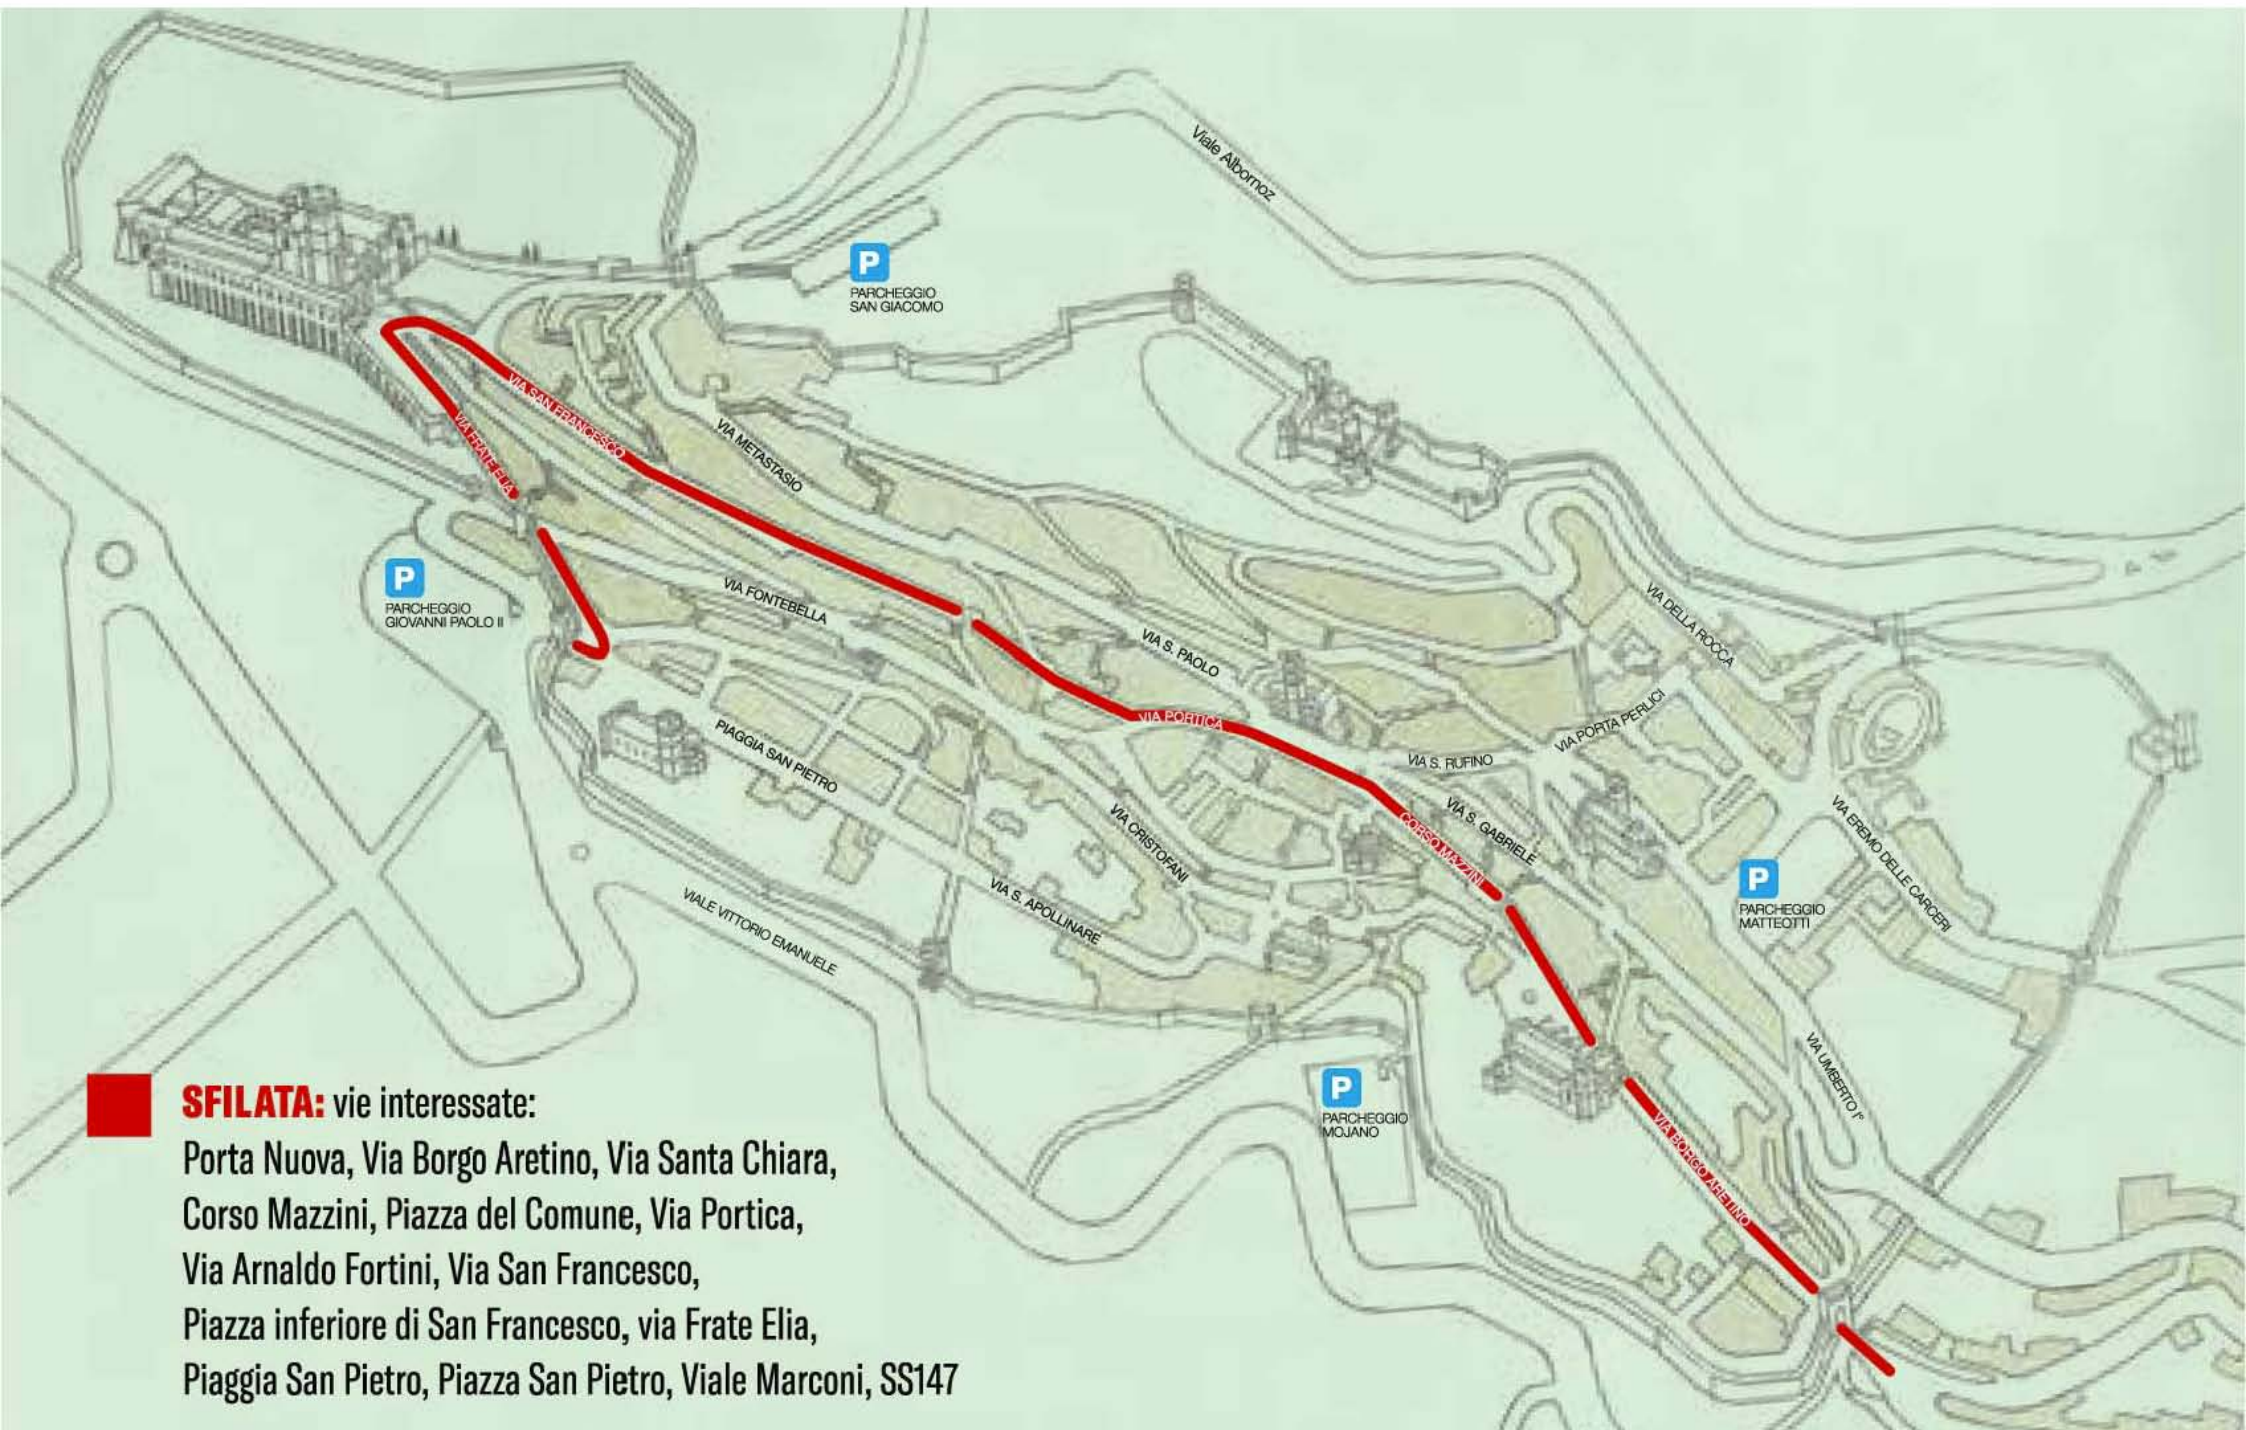 Viale Albornoz
P
PARCHEGGIO
SAN GIACOMO
VIA SAN FRANCESCO
VIA FRATE ELIA
VIA METASTASIO
P
PARCHEGGIO
GIOVANNI PAOLO II
VIA FONTEBELLA
VIA S. PAOLO
VIA DELLA ROCCA
VIA PORTICA
VIA PORTA PERLICI
PIAGGIA SAN PIETRO
VIA S. RUFINO
VIA CRISTOFANI
CORSO MAZZINI
VIA S. GABRIELE
VIA EREMO DELLE CARCERI
P
PARCHEGGIO
MATTEOTTI
VIALE VITTORIO EMANUELE
VIA S. APOLLINARE
VIA UMBERTO I°
P
PARCHEGGIO
MOJANO
VIA BORGO ARETINO
SFILATA: vie interessate:
Porta Nuova, Via Borgo Aretino, Via Santa Chiara,
Corso Mazzini, Piazza del Comune, Via Portica,
Via Arnaldo Fortini, Via San Francesco,
Piazza inferiore di San Francesco, via Frate Elia,
Piaggia San Pietro, Piazza San Pietro, Viale Marconi, SS147